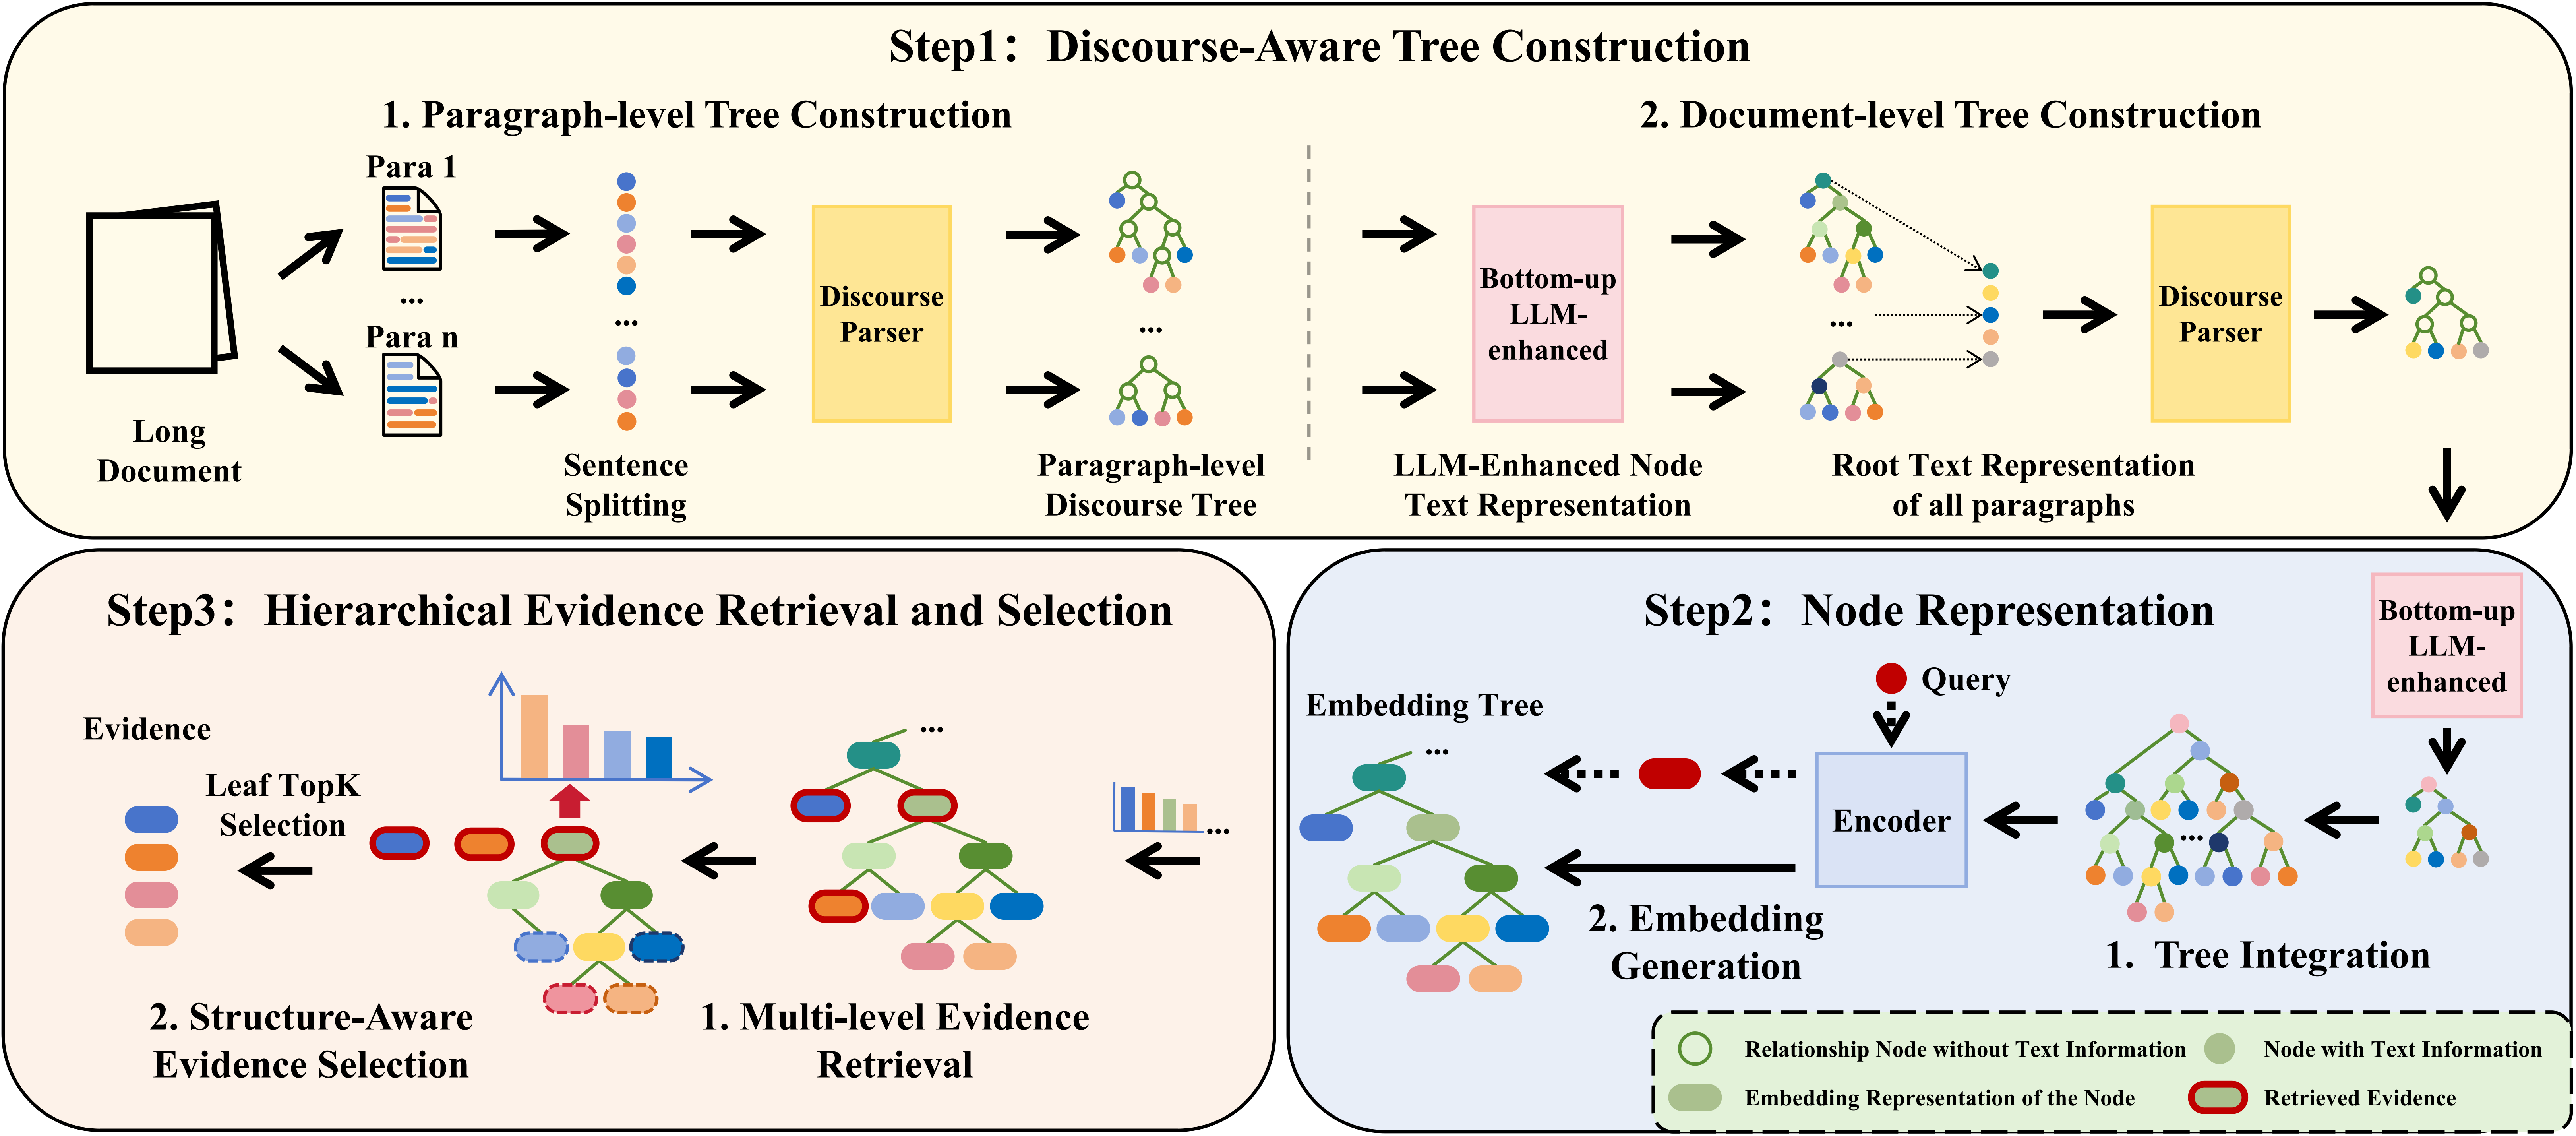 Step1: Discourse-Aware Tree Construction
1. Paragraph-level Tree Construction
2. Document-level Tree Construction
Para 1
...
Para n
Long
Document
Sentence
Splitting
...
Discourse
Parser
...
Paragraph-level
Discourse Tree
Bottom-up
LLM-
enhanced
LLM-Enhanced Node
Text Representation
...
Root Text Representation
of all paragraphs
Discourse
Parser
Step3: Hierarchical Evidence Retrieval and Selection
Evidence
Leaf TopK
Selection
2. Structure-Aware
Evidence Selection
...
...
1. Multi-level Evidence
Retrieval
Step2: Node Representation
Bottom-up
LLM-
enhanced
Query
Embedding Tree
...
Encoder
...
2. Embedding
Generation
1. Tree Integration
Relationship Node without Text Information
Node with Text Information
Embedding Representation of the Node
Retrieved Evidence